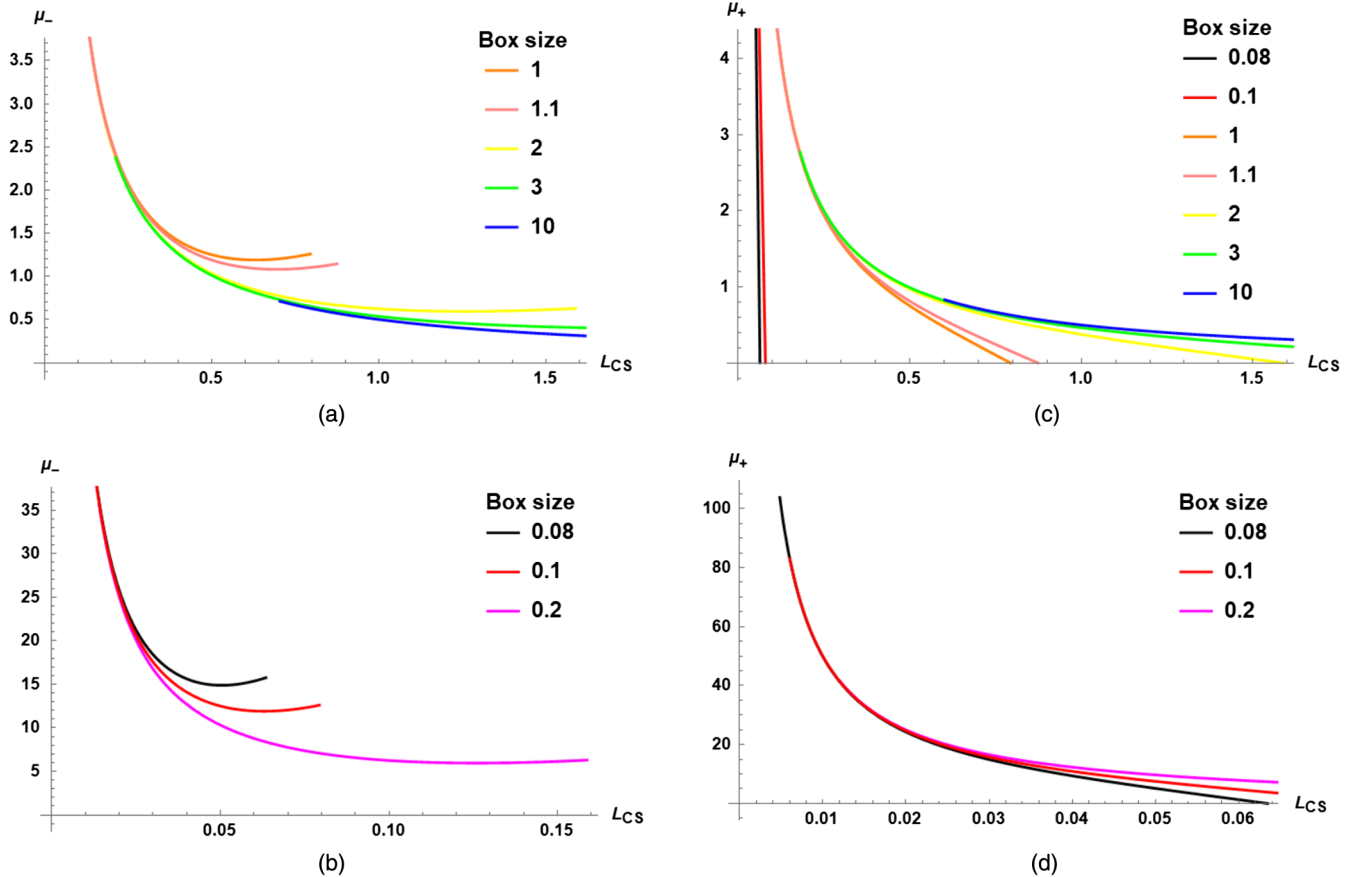 μ₋
3.5
3.0
2.5
2.0
1.5
1.0
0.5
0.5 1.0 1.5 L_CS
Box size
1
1.1
2
3
10
(a)
μ₊
4
3
2
1
0.5 1.0 1.5 L_CS
Box size
0.08
0.1
1
1.1
2
3
10
(c)
μ₋
35
30
25
20
15
10
5
0.05 0.10 0.15 L_CS
Box size
0.08
0.1
0.2
(b)
μ₊
100
80
60
40
20
0.01 0.02 0.03 0.04 0.05 0.06 L_CS
Box size
0.08
0.1
0.2
(d)